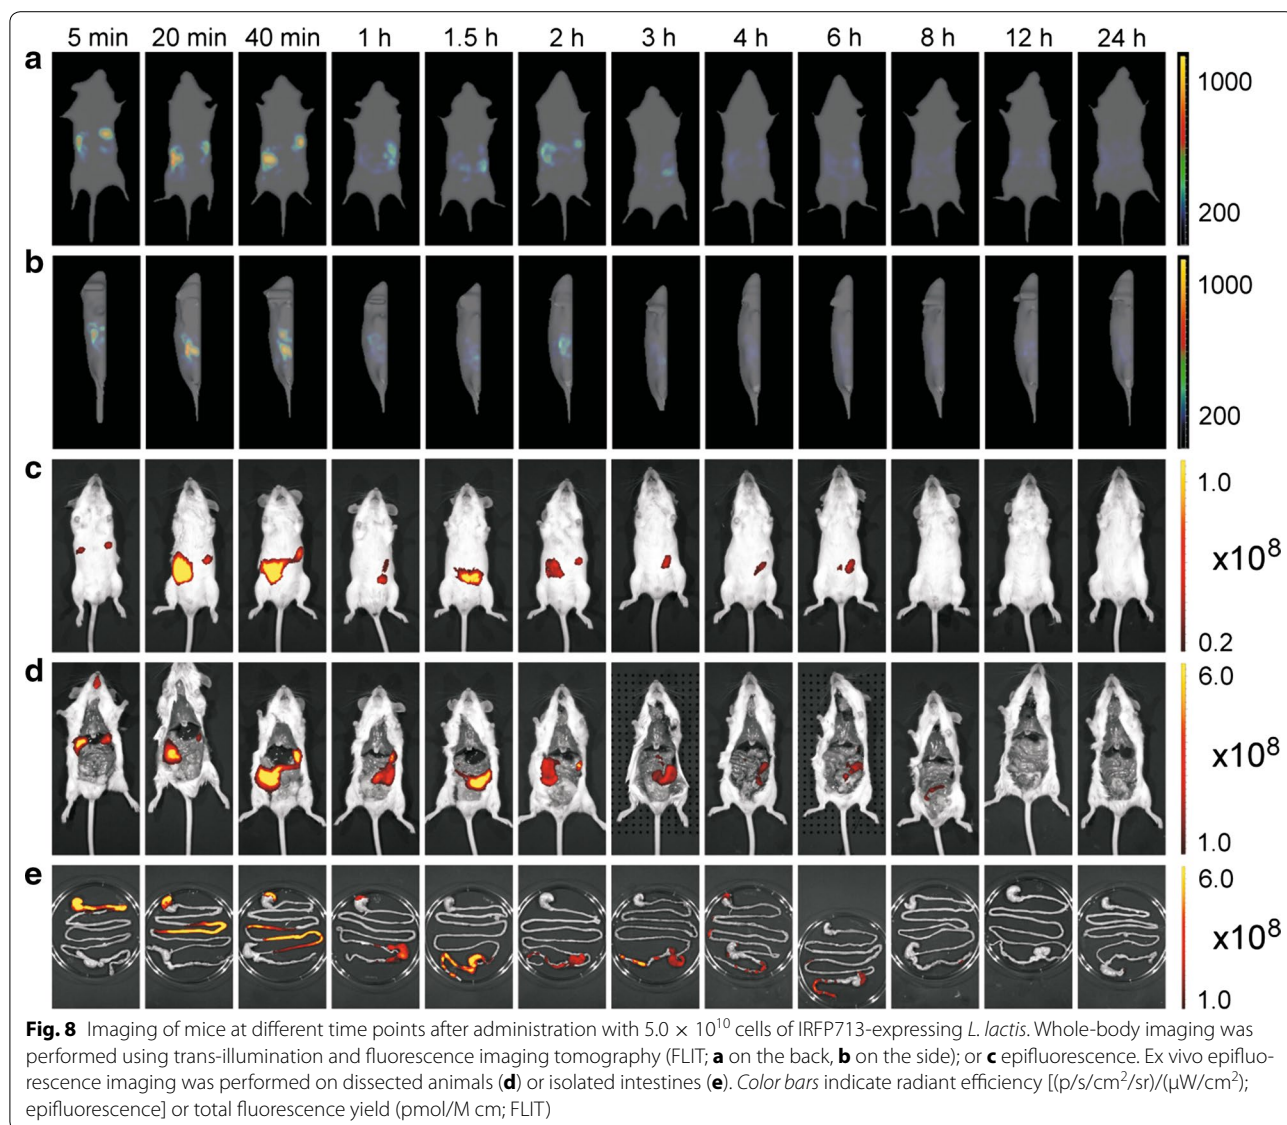 5 min 20 min 40 min 1 h 1.5 h 2 h 3 h 4 h 6 h 8 h 12 h 24 h
a
1000
200
b
1000
200
c
1.0
x10⁸
0.2
d
6.0
x10⁸
1.0
e
6.0
x10⁸
1.0
Fig. 8 Imaging of mice at different time points after administration with 5.0 × 10¹⁰ cells of IRFP713-expressing L. lactis. Whole-body imaging was
performed using trans-illumination and fluorescence imaging tomography (FLIT; a on the back, b on the side); or c epifluorescence. Ex vivo epifluo-
rescence imaging was performed on dissected animals (d) or isolated intestines (e). Color bars indicate radiant efficiency [(p/s/cm²/sr)/(µW/cm²);
epifluorescence] or total fluorescence yield (pmol/M cm; FLIT)